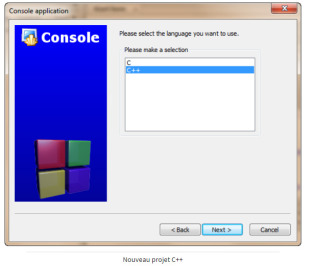 Console application
Console
Please select the language you want to use.
Please make a selection
C
C++
< Back
Next >
Cancel
Nouveau projet C++